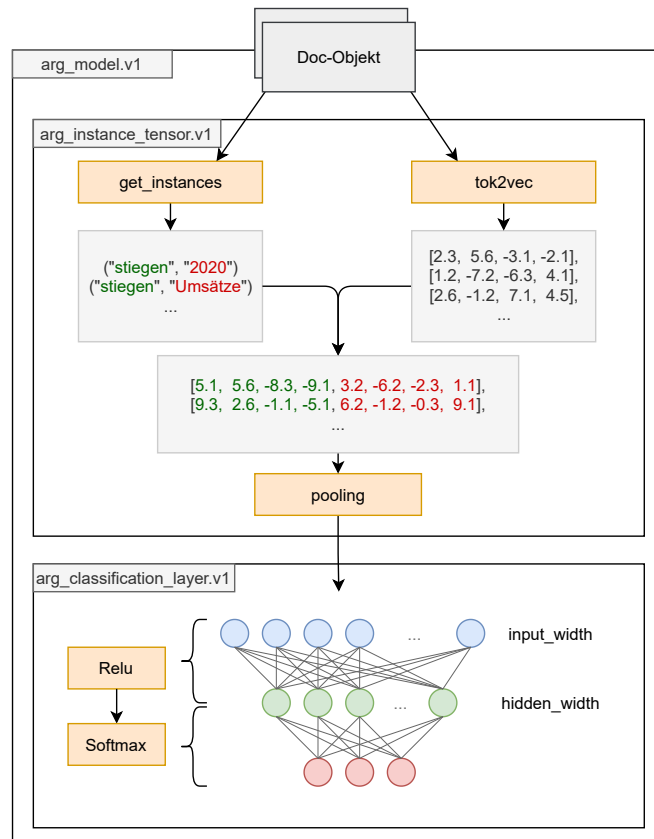 Doc-Objekt
arg_model.v1
arg_instance_tensor.v1
get_instances
tok2vec
("stiegen", "2020")
("stiegen", "Umsätze")
...
[2.3, 5.6, -3.1, -2.1],
[1.2, -7.2, -6.3, 4.1],
[2.6, -1.2, 7.1, 4.5],
...
[5.1, 5.6, -8.3, -9.1, 3.2, -6.2, -2.3, 1.1],
[9.3, 2.6, -1.1, -5.1, 6.2, -1.2, -0.3, 9.1],
...
pooling
arg_classification_layer.v1
...
input_width
Relu
...
hidden_width
Softmax